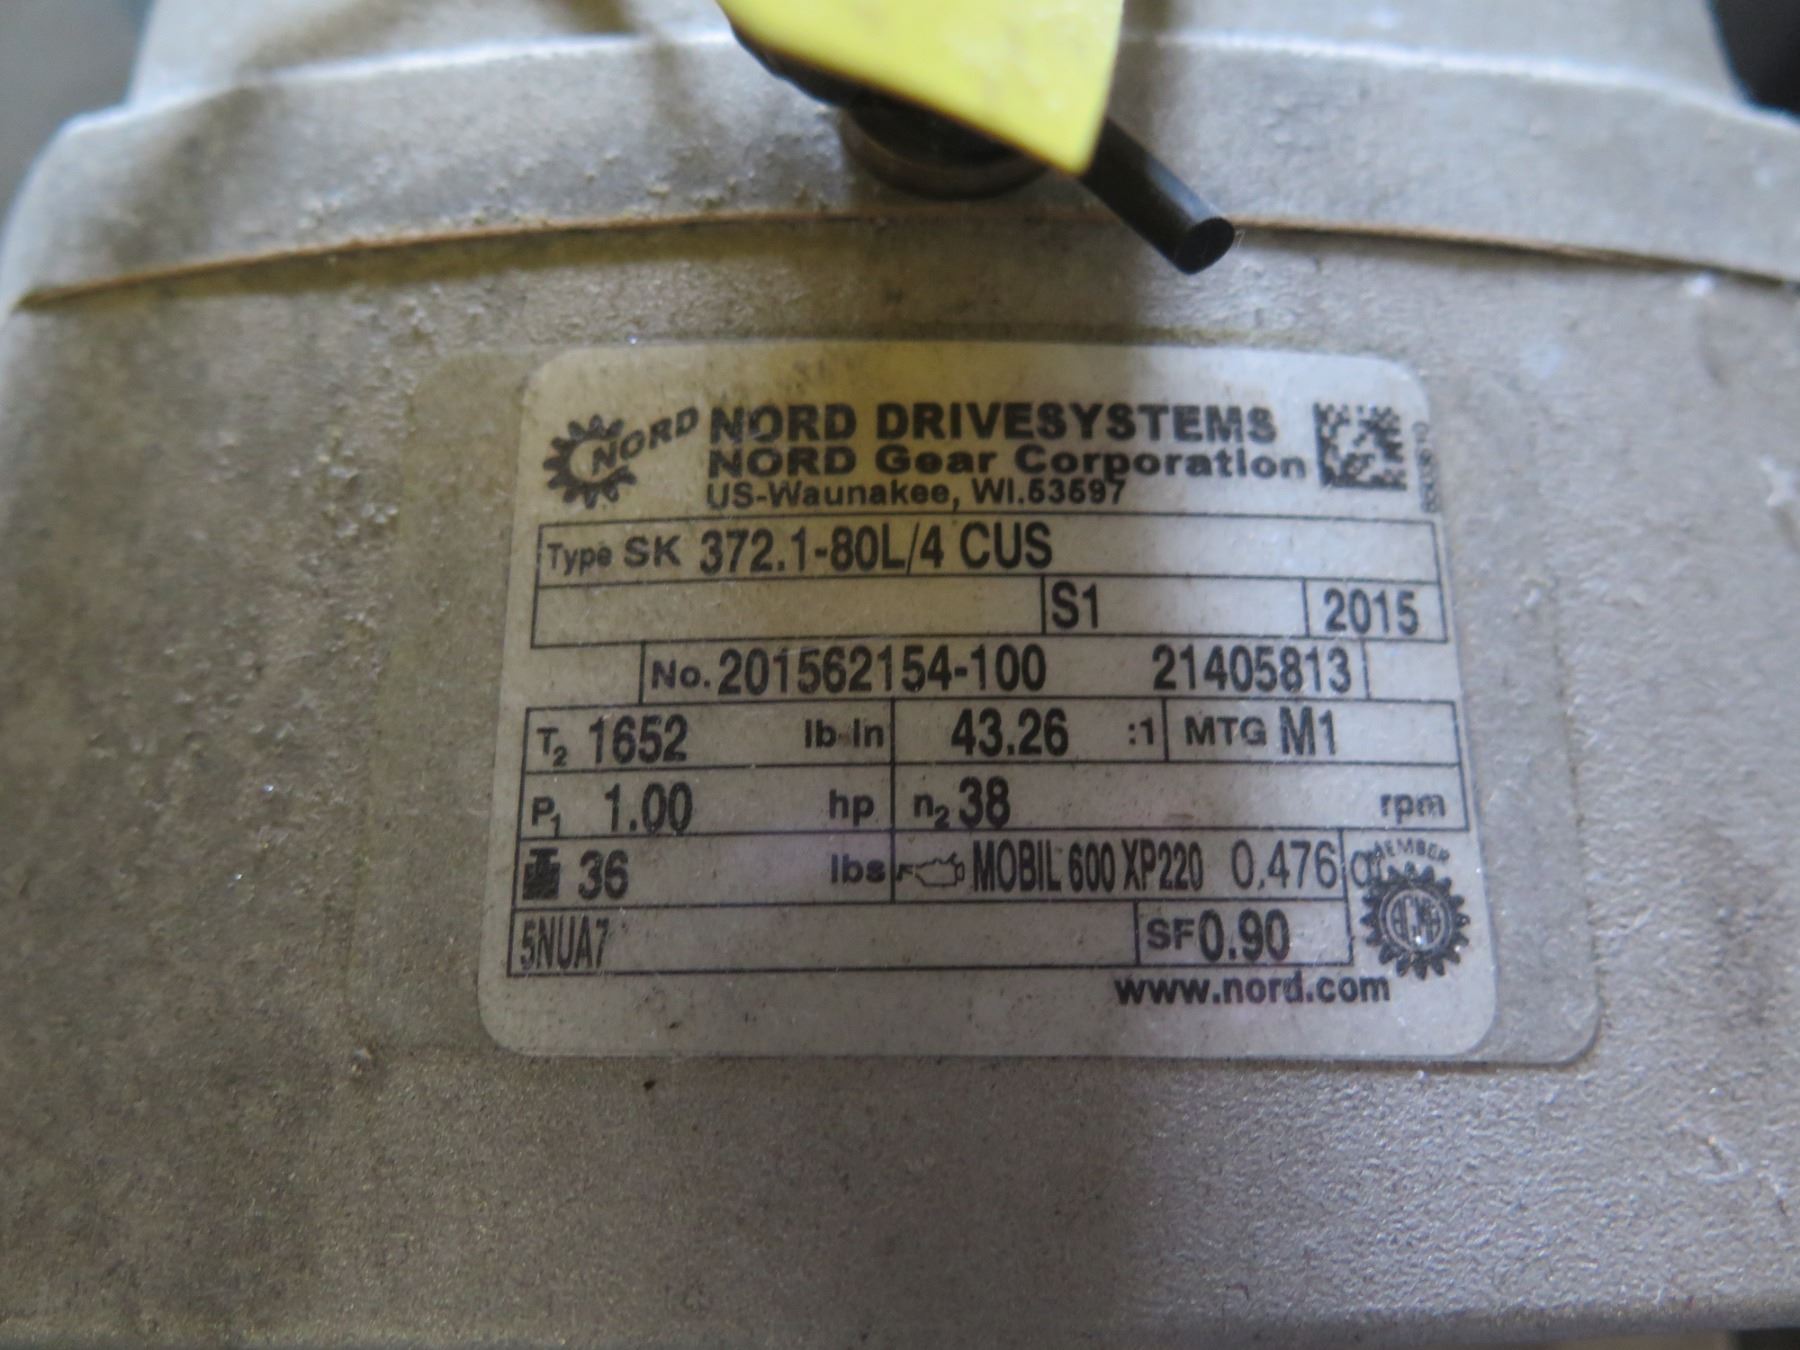 NORD NORD DRIVESYSTEMS
NORD Gear Corporation
US-Waunakee, WI.53597
Type SK 372.1-80L/4 CUS
S1 2015
No. 201562154-100 21405813
T2 1652 lb-in 43.26 :1 MTG M1
P1 1.00 hp n2 38 rpm
36 lbs MOBIL 600 XP220 0.476
MEMBER
5NUA7 SF 0.90
AGMA
www.nord.com